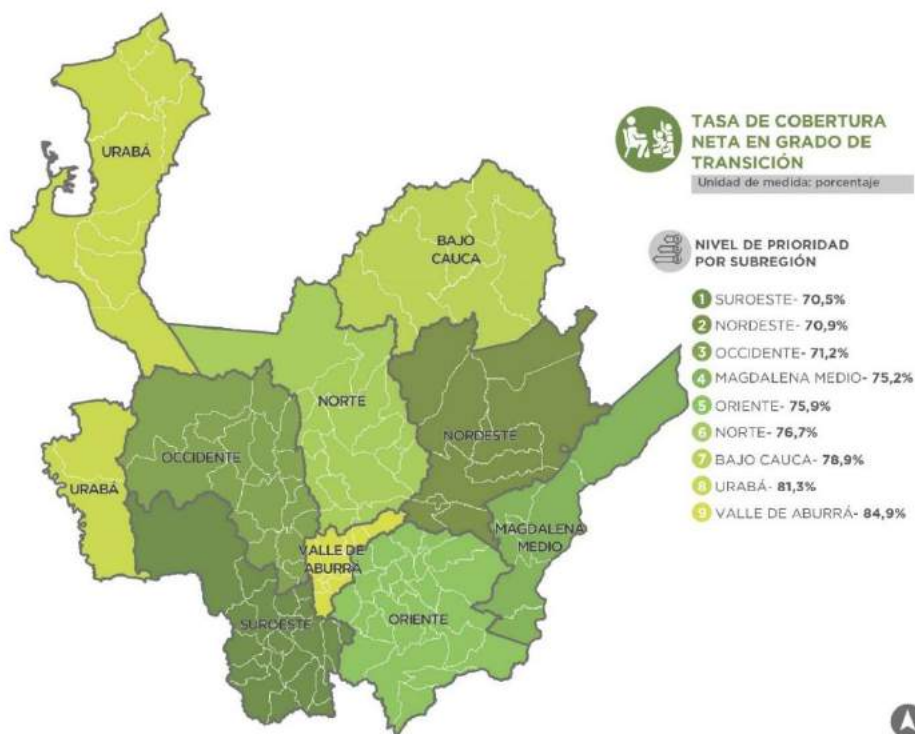 URABÁ
BAJO
CAUCA
NORTE
NORDESTE
OCCIDENTE
URABÁ
MAGDALENA
MEDIO
VALLE DE
ABURRÁ
SUROESTE
ORIENTE
TASA DE COBERTURA
NETA EN GRADO DE
TRANSICIÓN
Unidad de medida: porcentaje
NIVEL DE PRIORIDAD
POR SUBREGIÓN
1 SUROESTE- 70,5%
2 NORDESTE- 70,9%
3 OCCIDENTE- 71,2%
4 MAGDALENA MEDIO- 75,2%
5 ORIENTE- 75,9%
6 NORTE- 76,7%
7 BAJO CAUCA- 78,9%
8 URABÁ- 81,3%
9 VALLE DE ABURRÁ- 84,9%